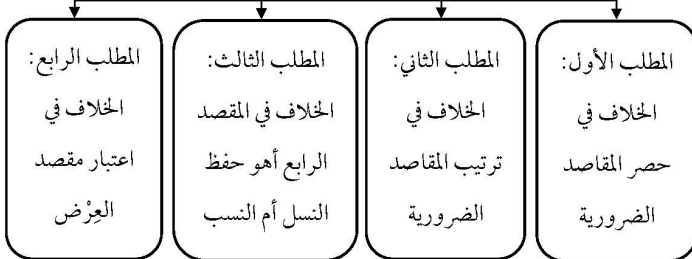 المطلب الأول:
الخلاف في
حصر المقاصد
الضرورية
المطلب الثاني:
الخلاف في
ترتيب المقاصد
الضرورية
المطلب الثالث:
الخلاف في المقصد
الرابع أهو حفظ
النسل أم النسب
المطلب الرابع:
الخلاف في
اعتبار مقصد
العِرْض